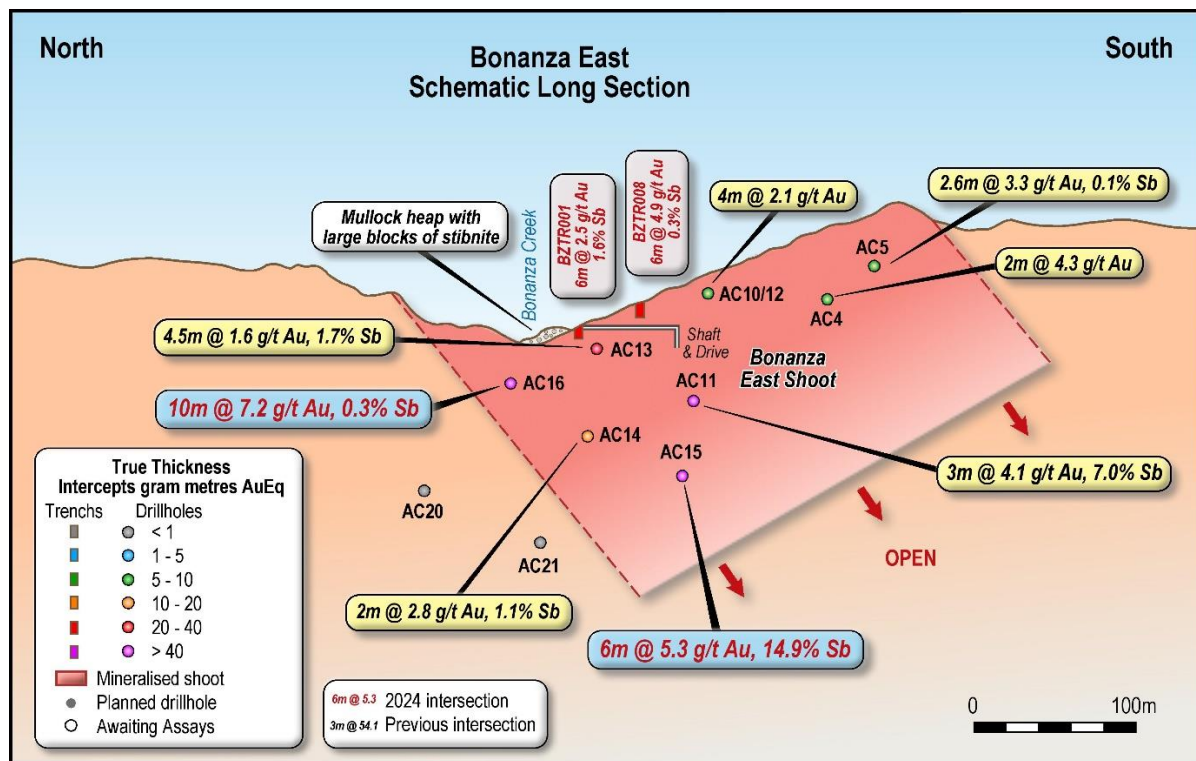 North
Bonanza East
Schematic Long Section
South
Mullock heap with
large blocks of stibnite
Bonanza Creek
BZTR001
6m @ 2.5 g/t Au
1.6% Sb
BZTR008
6m @ 4.9 g/t Au
0.3% Sb
4m @ 2.1 g/t Au
2.6m @ 3.3 g/t Au, 0.1% Sb
AC5
2m @ 4.3 g/t Au
AC10/12
AC4
4.5m @ 1.6 g/t Au, 1.7% Sb
AC13
Shaft
& Drive
Bonanza
East Shoot
AC16
AC11
10m @ 7.2 g/t Au, 0.3% Sb
AC14
AC15
3m @ 4.1 g/t Au, 7.0% Sb
AC20
AC21
OPEN
2m @ 2.8 g/t Au, 1.1% Sb
6m @ 5.3 g/t Au, 14.9% Sb
True Thickness
Intercepts gram metres AuEq
Trenchs Drillholes
< 1
1 - 5
5 - 10
10 - 20
20 - 40
> 40
Mineralised shoot
Planned drillhole
Awaiting Assays
6m @ 5.3 2024 intersection
3m @ 54.1 Previous intersection
0 100m